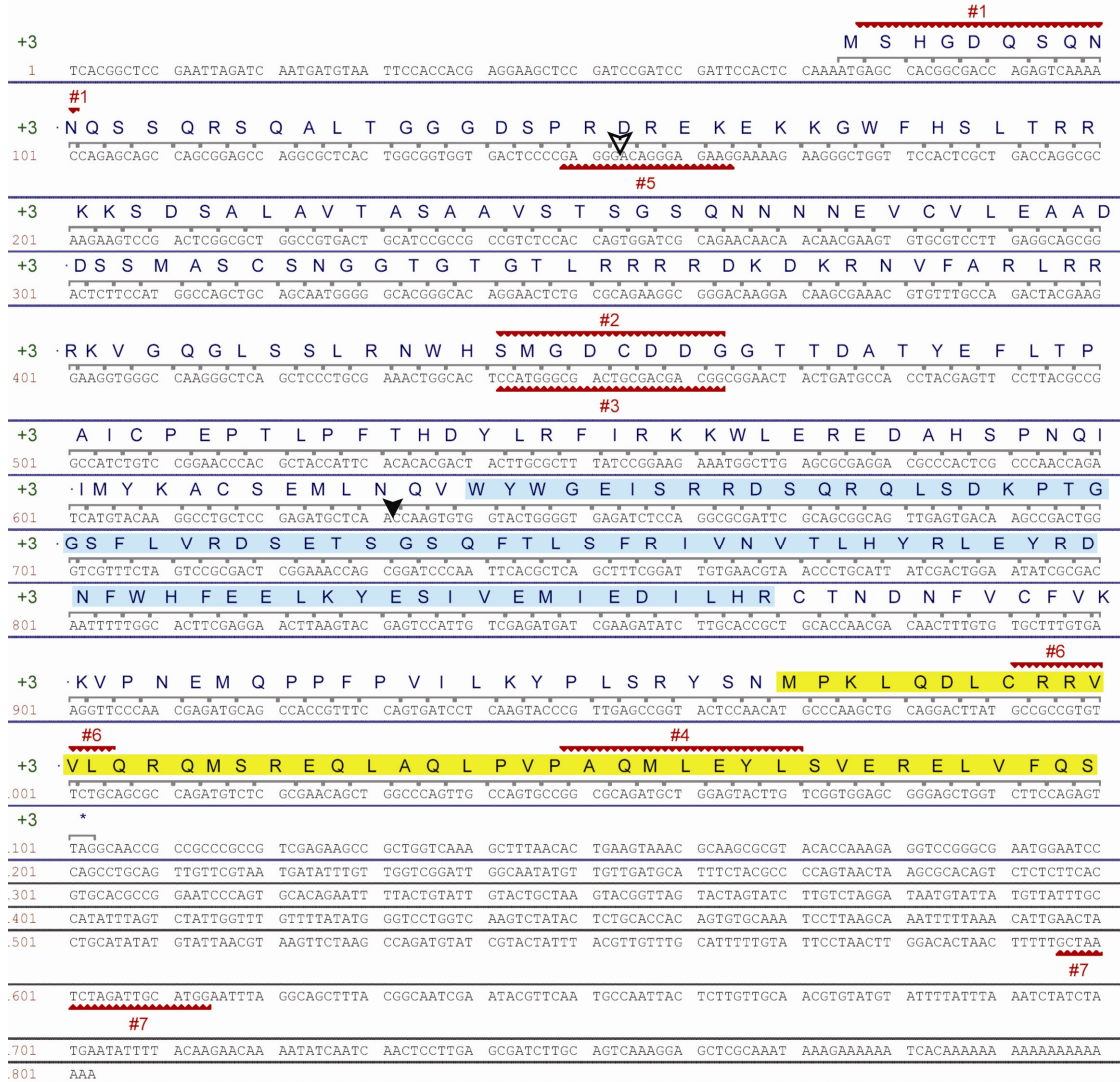 #1
+3 M S H G D Q S Q N
1 TCACGGCTCC GAATTAGATC AATGATGTAA TTCCACCACG AGGAAGCTCC GATCCGATCC GATTCCACTC CAAAATGAGC CACGGCGACC AGAGTCAAAA
#1
+3 ·N Q S S Q R S Q A L T G G G D S P R D R E K E K K G W F H S L T R R
101 CCAGAGCAGC CAGCGGAGCC AGGCGCTCAC TGGCGGTGGT GACTCCCCGA GGGACAGGGA GAAGGAAAAG AAGGGCTGGT TCCACTCGCT GACCAGGCGC
#5
+3 K K S D S A L A V T A S A A V S T S G S Q N N N N E V C V L E A A D
201 AAGAAGTCCG ACTCGGCGCT GGCCGTGACT GCATCCGCCG CCGTCTCCAC CAGTGGATCG CAGAACAACA ACAACGAAGT GTGCGTCCTT GAGGCAGCGG
+3 ·D S S M A S C S N G G T G T G T L R R R R D K D K R N V F A R L R R
301 ACTCTTCCAT GGCCAGCTGC AGCAATGGGG GCACGGGCAC AGGAACTCTG CGCAGAAGGC GGGACAAGGA CAAGCGAAAC GTGTTTGCCA GACTACGAAG
#2
+3 ·R K V G Q G L S S L R N W H S M G D C D D G G T T D A T Y E F L T P
401 GAAGGTGGGC CAAGGGCTCA GCTCCCTGCG AAACTGGCAC TCCATGGGCG ACTGCGACGA CGGCGGAACT ACTGATGCCA CCTACGAGTT CCTTACGCCG
#3
+3 A I C P E P T L P F T H D Y L R F I R K K W L E R E D A H S P N Q I
501 GCCATCTGTC CGGAACCCAC GCTACCATTC ACACACGACT ACTTGCGCTT TATCCGGAAG AAATGGCTTG AGCGCGAGGA CGCCCACTCG CCCAACCAGA
+3 ·I M Y K A C S E M L N Q V W Y W G E I S R R D S Q R Q L S D K P T G
601 TCATGTACAA GGCCTGCTCC GAGATGCTCA ACCAAGTGTG GTACTGGGGT GAGATCTCCA GGCGCGATTC GCAGCGGCAG TTGAGTGACA AGCCGACTGG
+3 ·G S F L V R D S E T S G S Q F T L S F R I V N V T L H Y R L E Y R D
701 GTCGTTTCTA GTCCGCGACT CGGAAACCAG CGGATCCCAA TTCACGCTCA GCTTTCGGAT TGTGAACGTA ACCCTGCATT ATCGACTGGA ATATCGCGAC
+3 N F W H F E E L K Y E S I V E M I E D I L H R C T N D N F V C F V K
801 AATTTTTGGC ACTTCGAGGA ACTTAAGTAC GAGTCCATTG TCGAGATGAT CGAAGATATC TTGCACCGCT GCACCAACGA CAACTTTGTG TGCTTTGTGA
#6
+3 ·K V P N E M Q P P F P V I L K Y P L S R Y S N M P K L Q D L C R R V
901 AGGTTCCCAA CGAGATGCAG CCACCGTTTC CAGTGATCCT CAAGTACCCG TTGAGCCGGT ACTCCAACAT GCCCAAGCTG CAGGACTTAT GCCGCCGTGT
#6 #4
+3 ·V L Q R Q M S R E Q L A Q L P V P A Q M L E Y L S V E R E L V F Q S
1001 TCTGCAGCGC CAGATGTCTC GCGAACAGCT GGCCCAGTTG CCAGTGCCGG CGCAGATGCT GGAGTACTTG TCGGTGGAGC GGGAGCTGGT CTTCCAGAGT
+3 *
1101 TAGGCAACCG CCGCCCGCCG TCGAGAAGCC GCTGGTCAAA GCTTTAACAC TGAAGTAAAC GCAAGCGCGT ACACCAAAGA GGTCCGGGCG AATGGAATCC
1201 CAGCCTGCAG TTGTTCGTAA TGATATTTGT TGGTCGGATT GGCAATATGT TGTTGATGCA TTTCTACGCC CCAGTAACTA AGCGCACAGT CTCTCTTCAC
1301 GTGCACGCCG GAATCCCAGT GCACAGAATT TTACTGTATT GTACTGCTAA GTACGGTTAG TACTAGTATC TTGTCTAGGA TAATGTATTA TGTTATTTGC
1401 CATATTTAGT CTATTGGTTT GTTTTATATG GGTCCTGGTC AAGTCTATAC TCTGCACCAC AGTGTGCAAA TCCTTAAGCA AATTTTTAAA CATTGAACTA
1501 CTGCATATAT GTATTAACGT AAGTTCTAAG CCAGATGTAT CGTACTATTT ACGTTGTTTG CATTTTTGTA TTCCTAACTT GGACACTAAC TTTTTGCTAA
#7
1601 TCTAGATTGC ATGGAATTTA GGCAGCTTTA CGGCAATCGA ATACGTTCAA TGCCAATTAC TCTTGTTGCA ACGTGTATGT ATTTTATTTA AATCTATCTA
#7
1701 TGAATATTTT ACAAGAACAA AATATCAATC AACTCCTTGA GCGATCTTGC AGTCAAAGGA GCTCGCAAAT AAAGAAAAAA TCACAAAAAA AAAAAAAAAA
1801 AAA